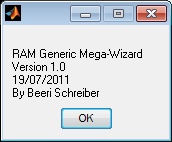 RAM Generic Mega-Wizard
Version 1.0
19/07/2011
By Beeri Schreiber
OK